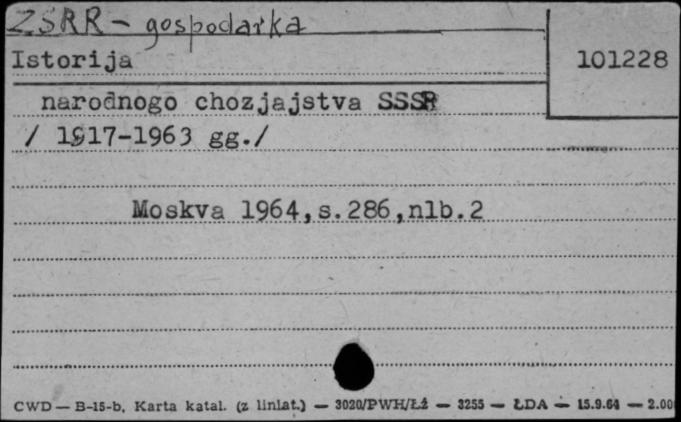 ZSRR - gospodarka
Istorija
101228
narodnogo chozjajstva SSSR
/ 1917-1963 gg./
Moskva 1964,s.286,nlb.2
CWD — B-15-b, Karta katal. (z liniat.) — 3020/PWH/Łż — 3255 — ŁDA — 15.9.64 — 2.00